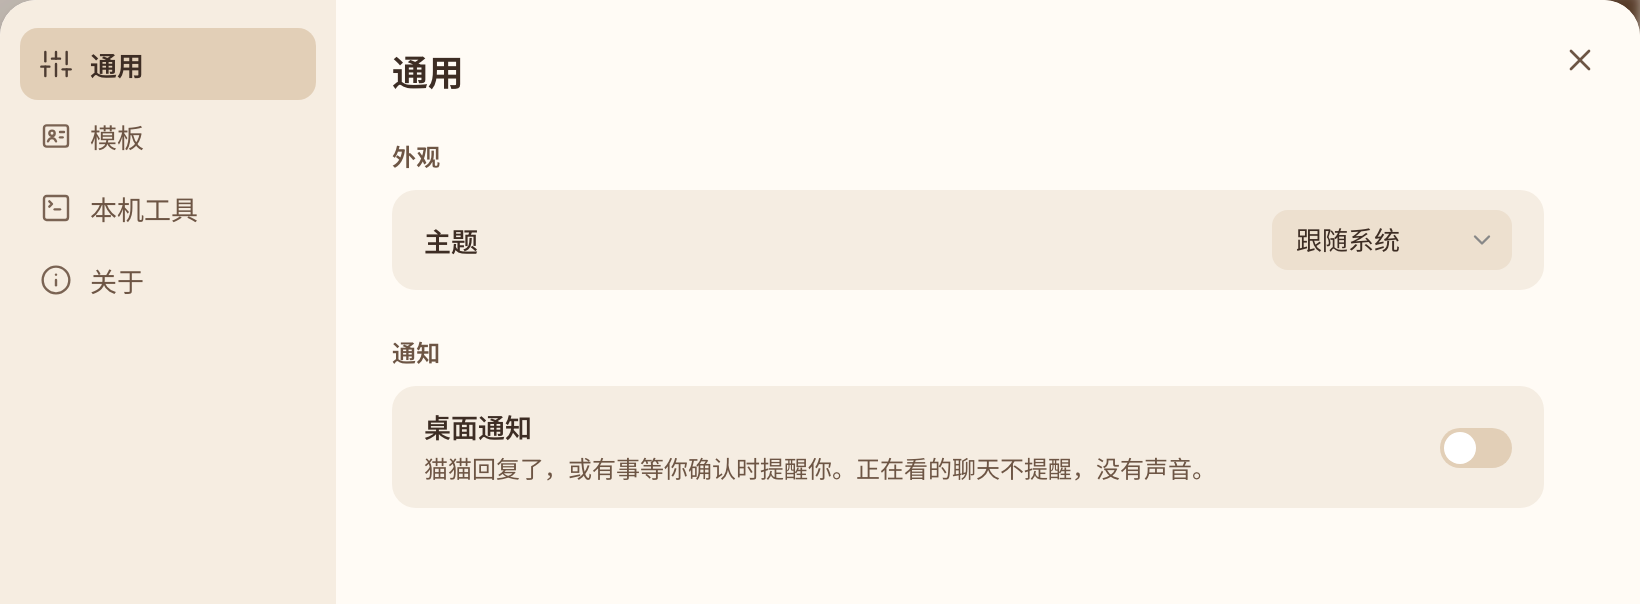 通用
模板
本机工具
关于
通用
外观
主题
跟随系统
通知
桌面通知
猫猫回复了，或有事等你确认时提醒你。正在看的聊天不提醒，没有声音。